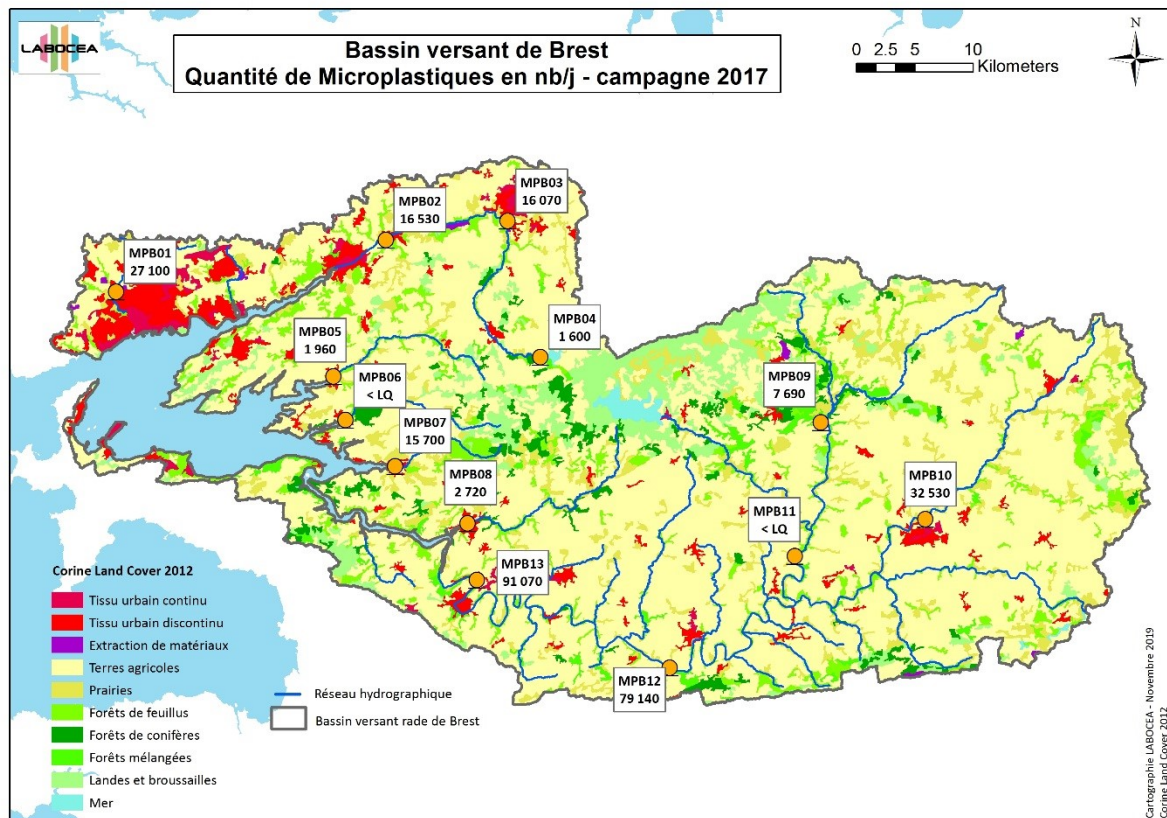 LABOCEA
Bassin versant de Brest
Quantité de Microplastiques en nb/j - campagne 2017
0 2.5 5 10
Kilometers
N
MPB01
27 100
MPB02
16 530
MPB03
16 070
MPB04
1 600
MPB05
1 960
MPB06
< LQ
MPB07
15 700
MPB08
2 720
MPB09
7 690
MPB10
32 530
MPB11
< LQ
MPB12
79 140
MPB13
91 070
Corine Land Cover 2012
Tissu urbain continu
Tissu urbain discontinu
Extraction de matériaux
Terres agricoles
Prairies
Forêts de feuillus
Forêts de conifères
Forêts mélangées
Landes et broussailles
Mer
Réseau hydrographique
Bassin versant rade de Brest
Cartographie LABOCEA - Novembre 2019
Corine Land Cover 2012